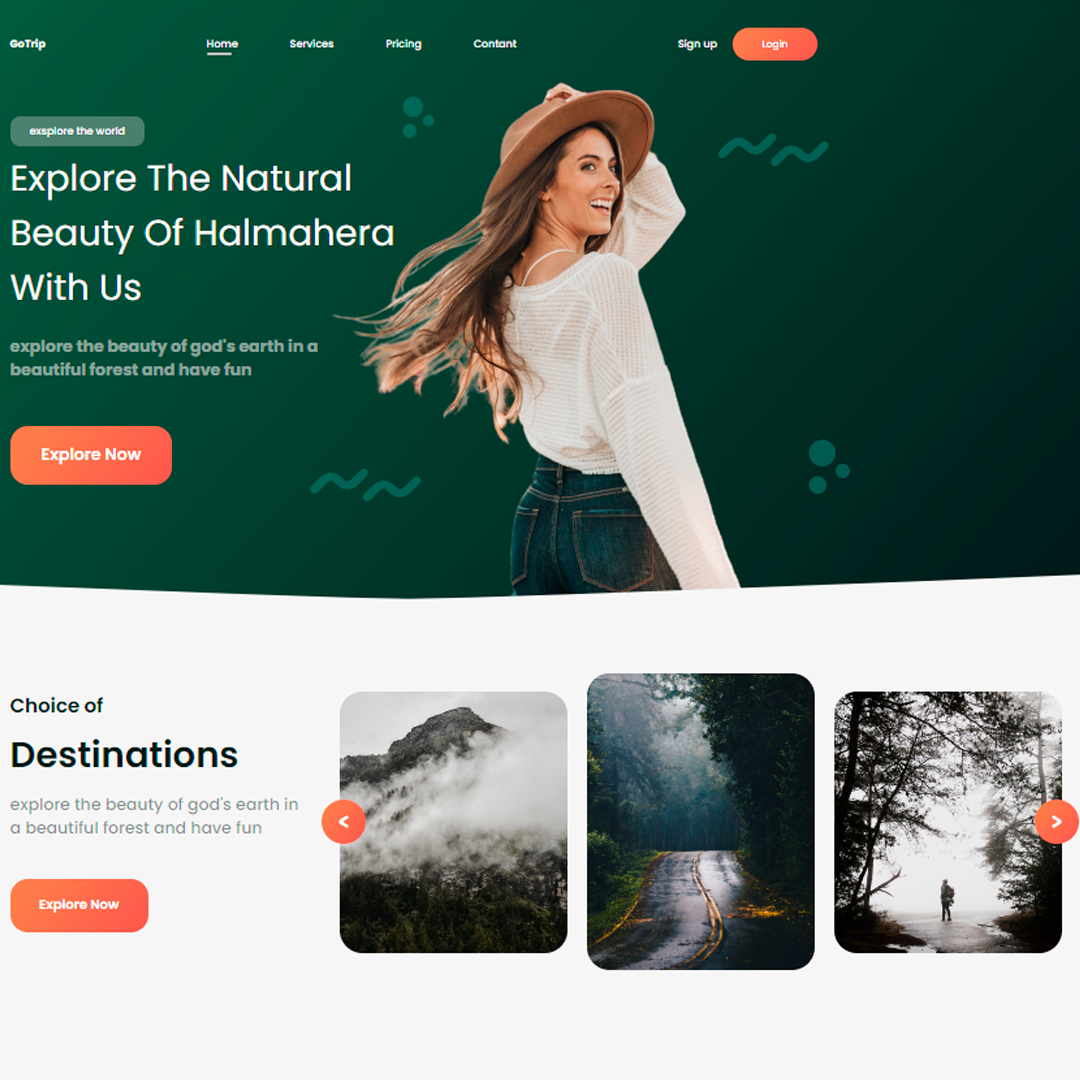 GoTrip Home Services Pricing Contant Sign up Login
exsplore the world
Explore The Natural
Beauty Of Halmahera
With Us
explore the beauty of god's earth in a
beautiful forest and have fun
Explore Now
Choice of
Destinations
explore the beauty of god's earth in
a beautiful forest and have fun
Explore Now
< >